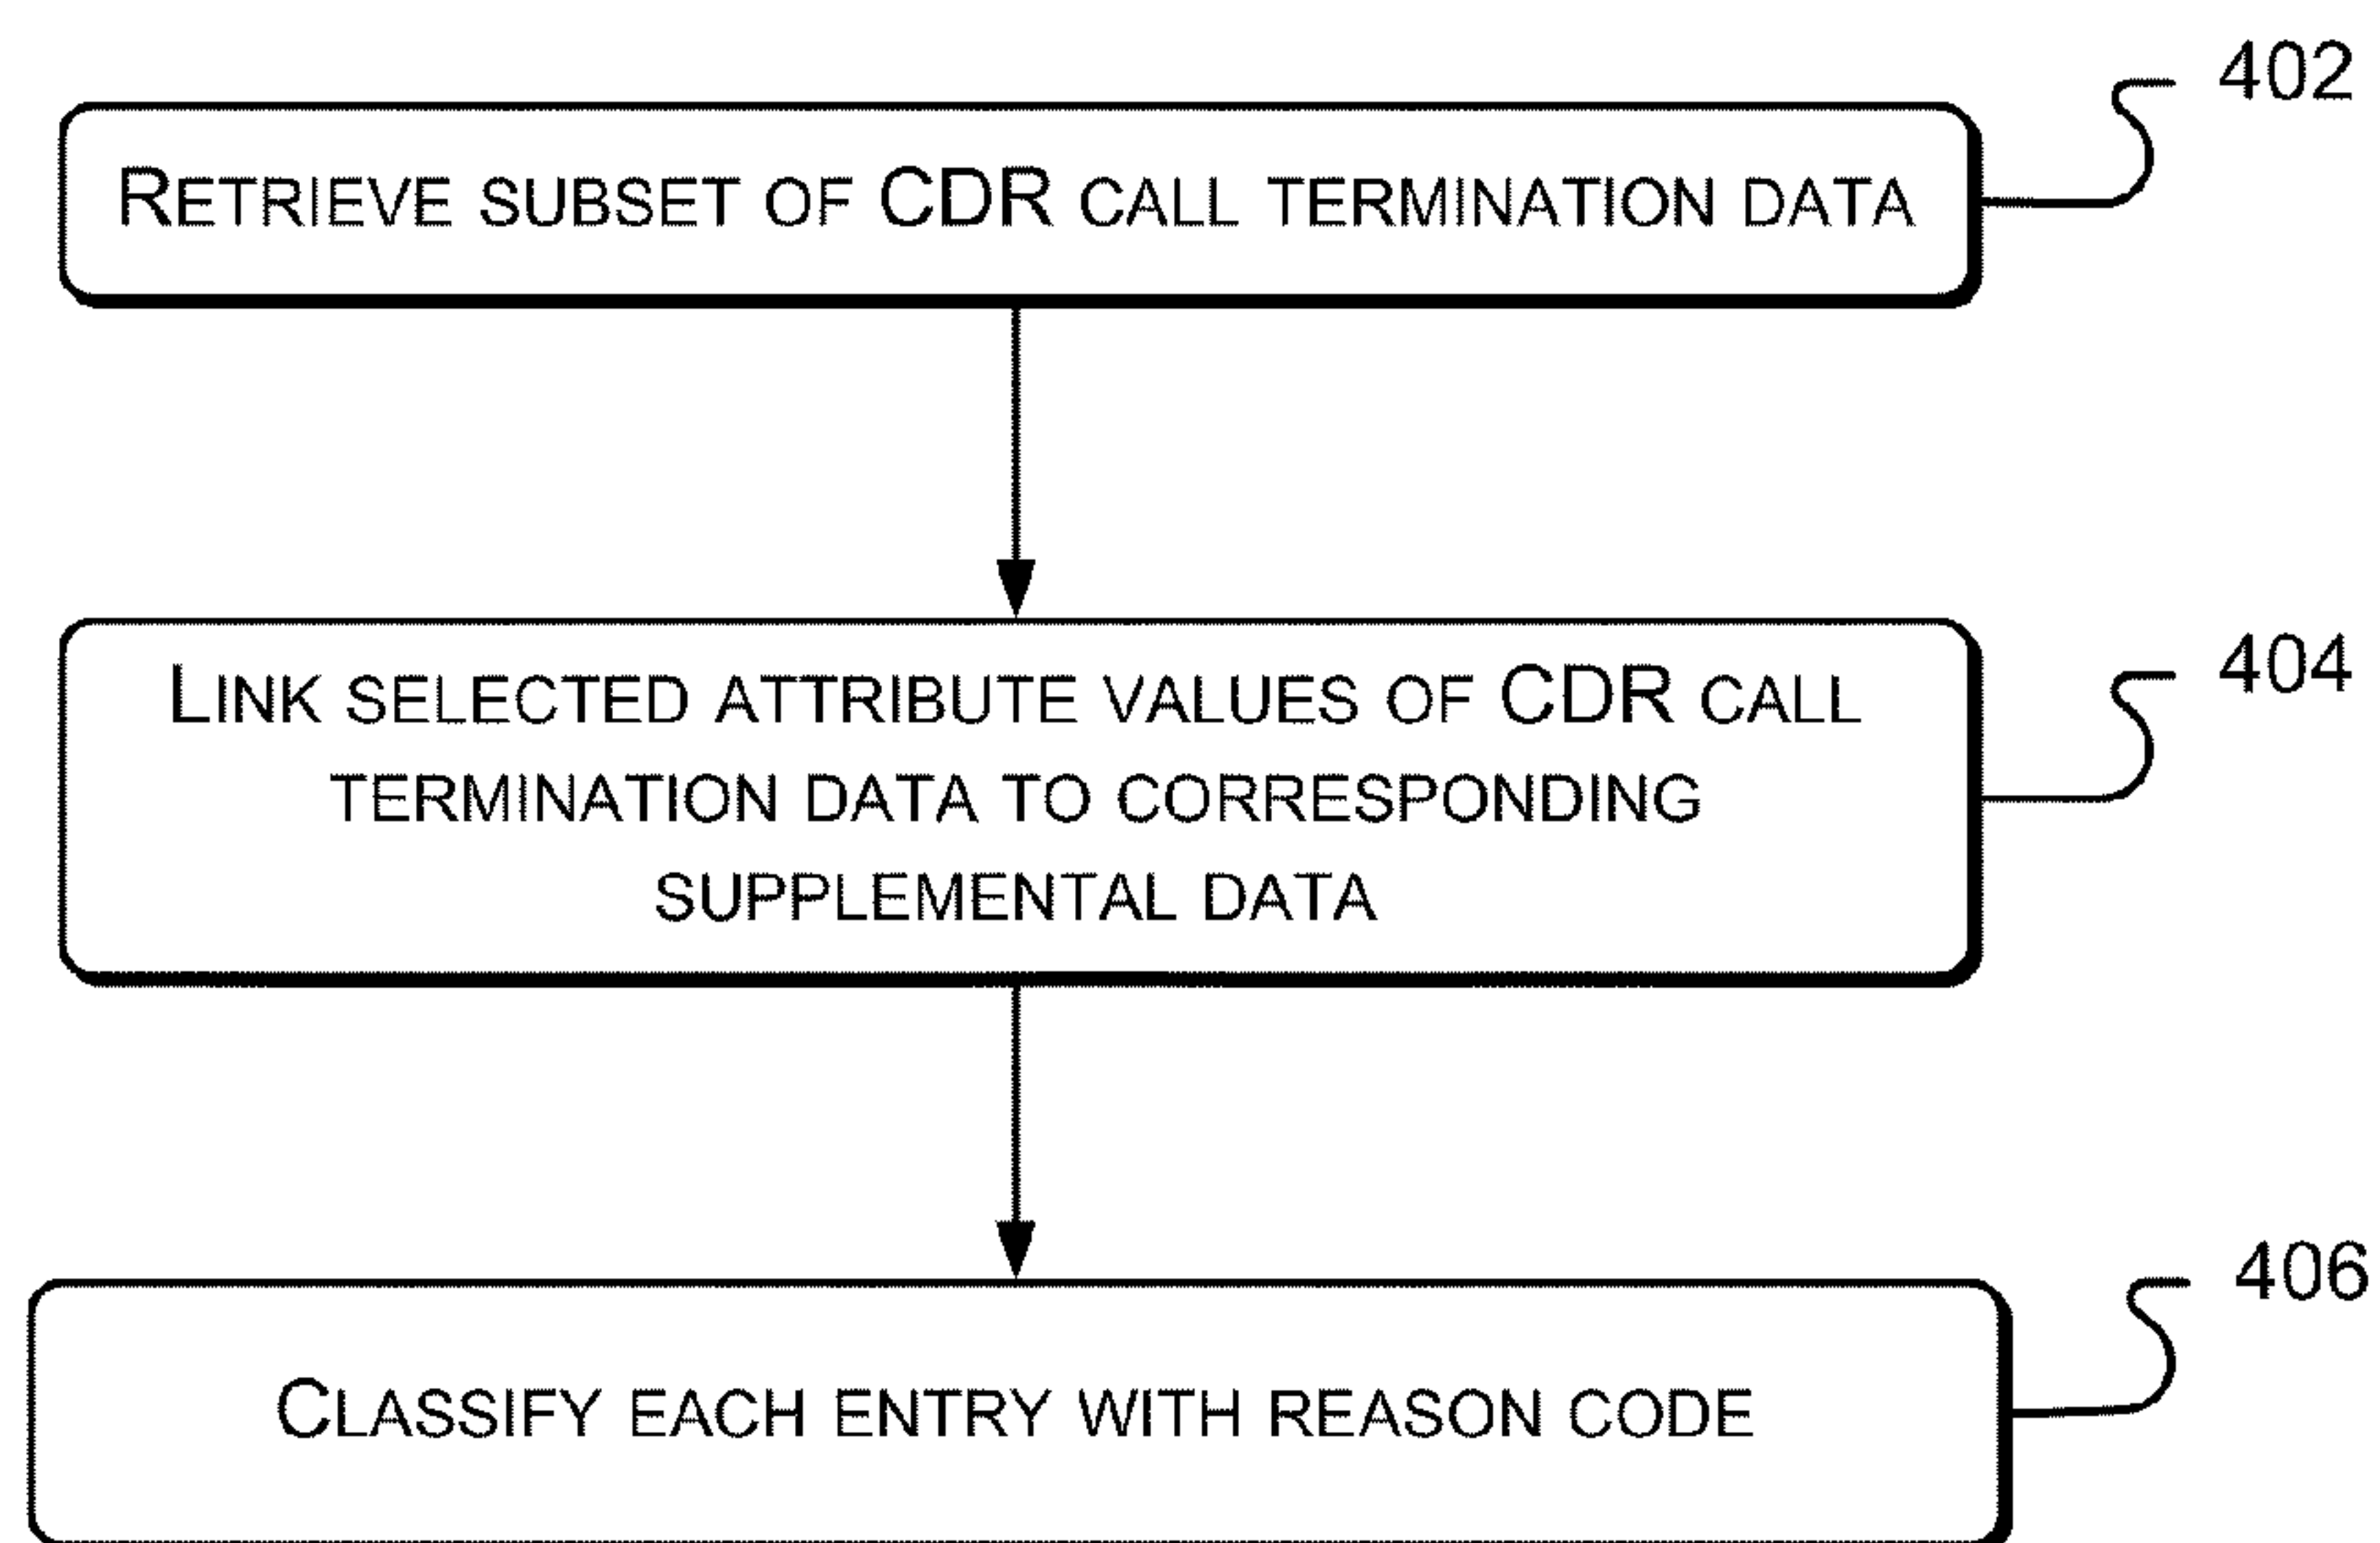 402
RETRIEVE SUBSET OF CDR CALL TERMINATION DATA
404
LINK SELECTED ATTRIBUTE VALUES OF CDR CALL
TERMINATION DATA TO CORRESPONDING
SUPPLEMENTAL DATA
406
CLASSIFY EACH ENTRY WITH REASON CODE